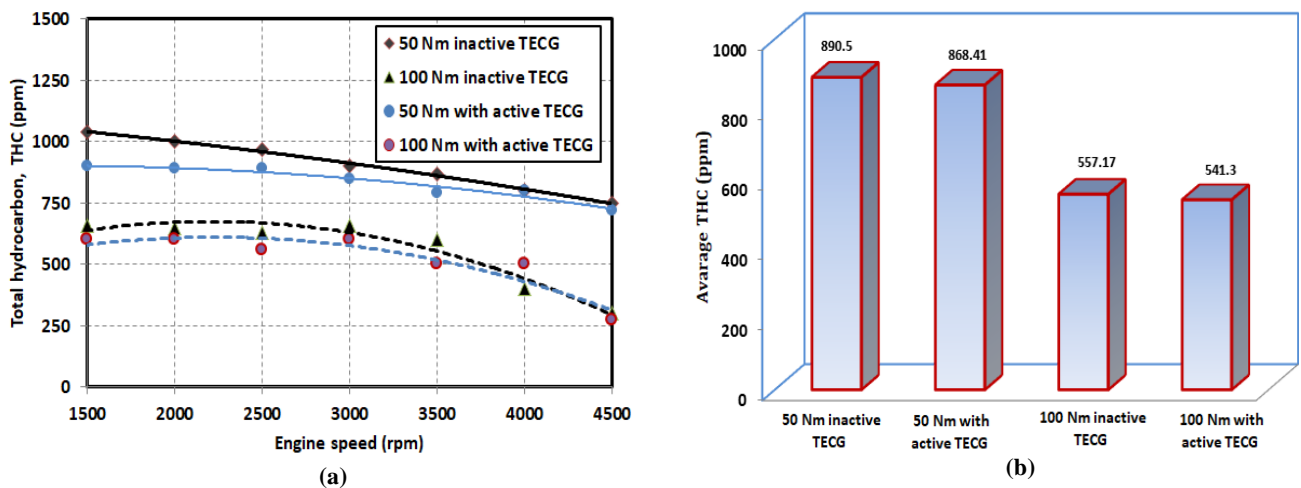 1500
1250
1000
750
500
250
0
Total hydrocarbon, THC (ppm)
50 Nm inactive TECG
100 Nm inactive TECG
50 Nm with active TECG
100 Nm with active TECG
1500 2000 2500 3000 3500 4000 4500
Engine speed (rpm)
(a)
1000
800
600
400
200
0
Avarage THC (ppm)
890.5
868.41
557.17
541.3
50 Nm inactive
TECG
50 Nm with
active TECG
100 Nm inactive
TECG
100 Nm with
active TECG
(b)